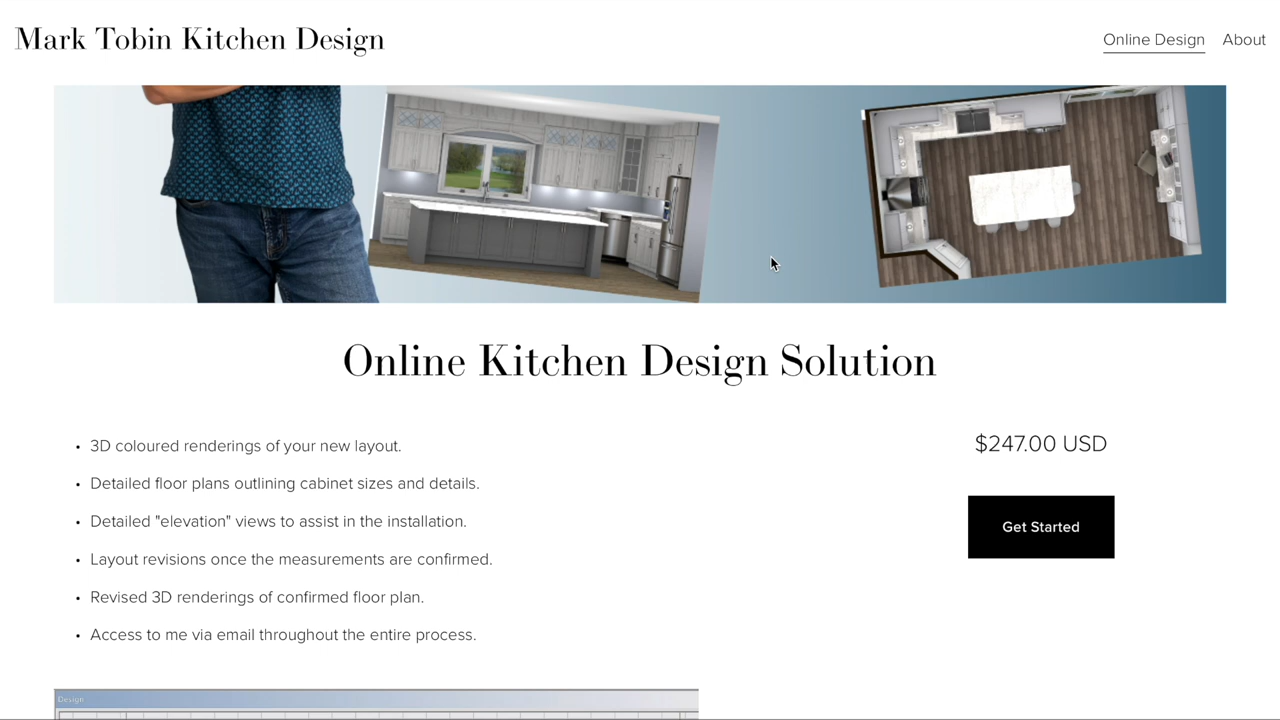 Mark Tobin Kitchen Design
Online Design About
Online Kitchen Design Solution
• 3D coloured renderings of your new layout.
• Detailed floor plans outlining cabinet sizes and details.
• Detailed "elevation" views to assist in the installation.
• Layout revisions once the measurements are confirmed.
• Revised 3D renderings of confirmed floor plan.
• Access to me via email throughout the entire process.
$247.00 USD
Get Started
Design